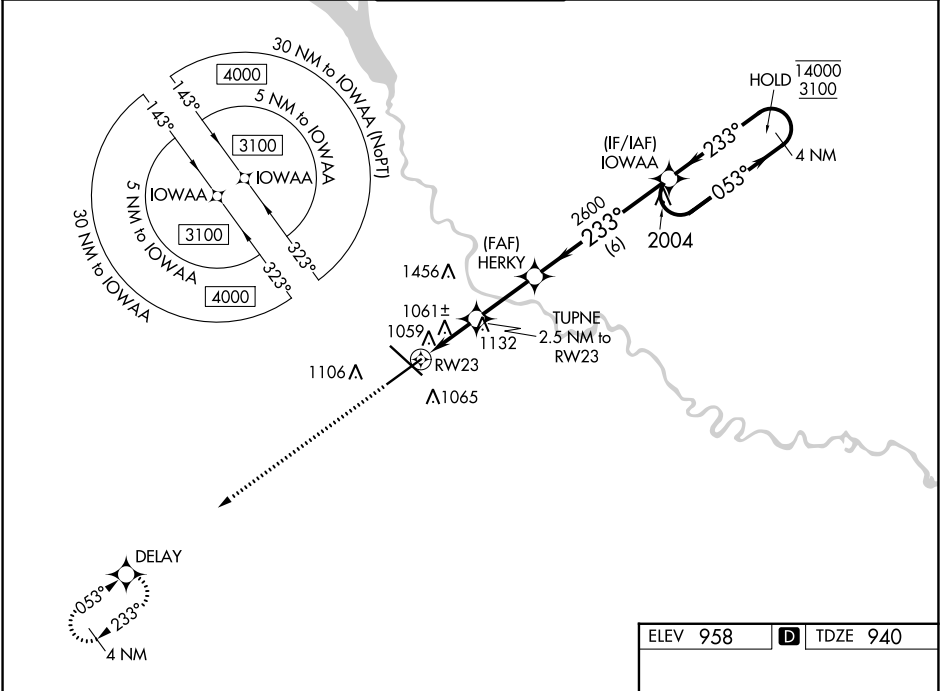 30 NM to IOWAA (NoPT)
4000
143°
5 NM to IOWAA
3100
IOWAA
323°
143°
IOWAA
5 NM to IOWAA
3100
323°
4000
30 NM to IOWAA
HOLD
14000
3100
4 NM
233°
053°
(IF/IAF)
IOWAA
2004
2600
233°
(6)
(FAF)
HERKY
1456
TUPNE
2.5 NM to
RW23
1061±
1059
1132
RW23
1106
1065
DELAY
053°
233°
4 NM
ELEV 958 D TDZE 940